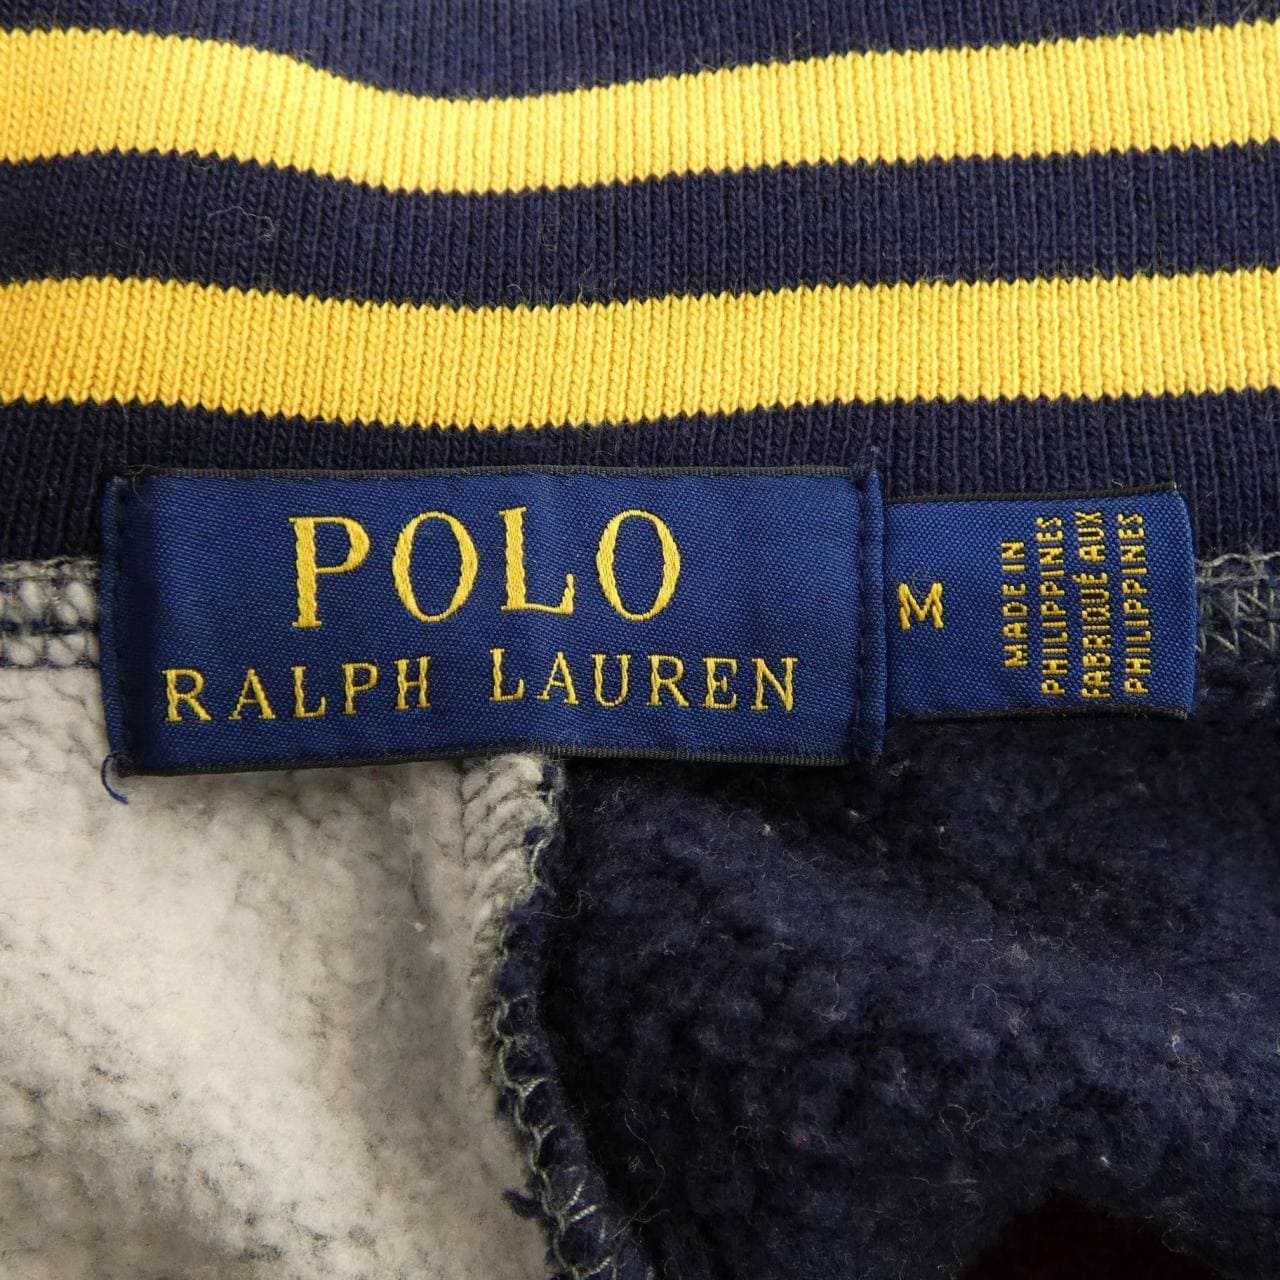 POLO
RALPH LAUREN
M
MADE IN
PHILIPPINES
FABRIQUÉ AUX
PHILIPPINES